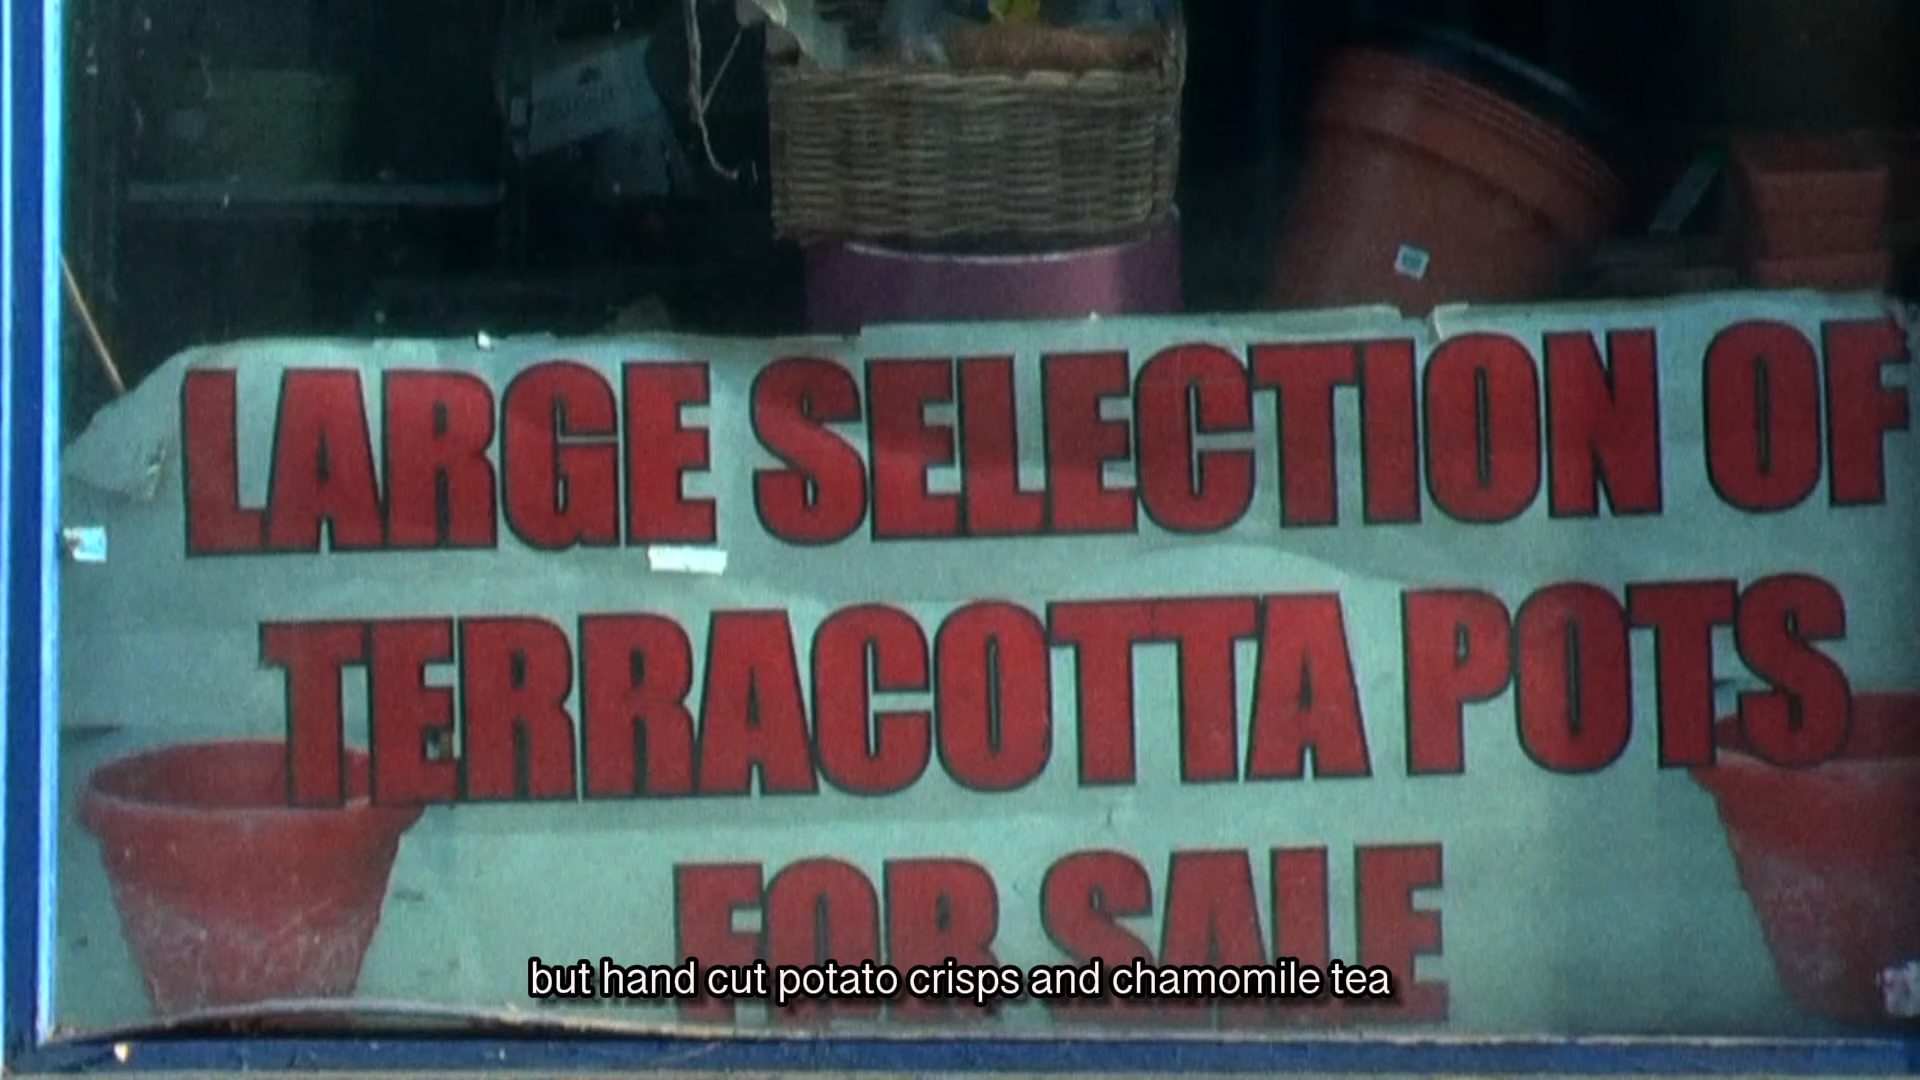 LARGE SELECTION OF
TERRACOTTA POTS
FOR SALE
but hand cut potato crisps and chamomile tea